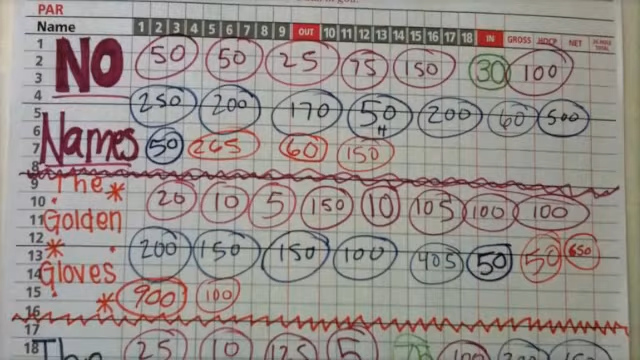 PAR
Name 1 2 3 4 5 6 7 8 9 OUT 10 11 12 13 14 15 16 17 18 IN GROSS HDCP NET
1
2 NO 50 50 25 75 150 30 100
3
4 250 200 170 50 200 60 500
5
6 Names 50 265 60 150
7
8
9 The
10 20 10 5 150 10 105 100 100
11 Golden
12 200 150 150 100 405 50 50 650
13
14 Gloves
15 900 100
16
17
18 The 25 10 125 5